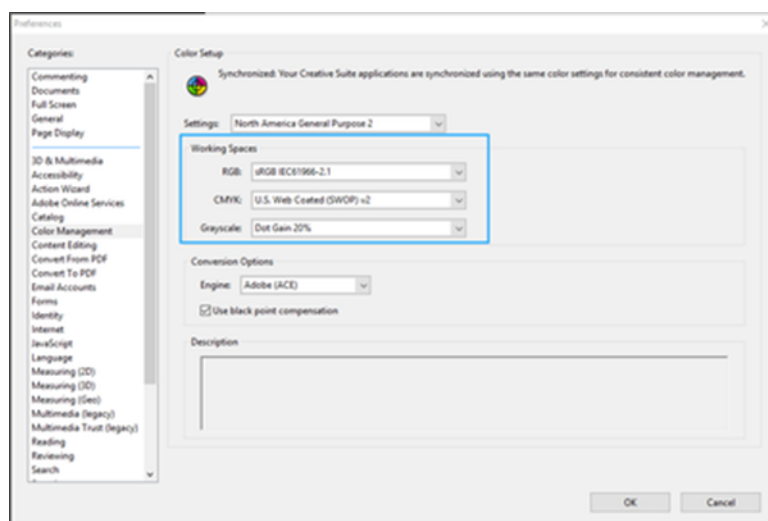 Preferences
Categories:
Commenting
Documents
Full Screen
General
Page Display
3D & Multimedia
Accessibility
Action Wizard
Adobe Online Services
Catalog
Color Management
Content Editing
Convert From PDF
Convert To PDF
Email Accounts
Forms
Identity
Internet
JavaScript
Language
Measuring (2D)
Measuring (3D)
Measuring (Geo)
Multimedia (legacy)
Multimedia Trust (legacy)
Reading
Reviewing
Search
Color Setup
Synchronized: Your Creative Suite applications are synchronized using the same color settings for consistent color management.
Settings: North America General Purpose 2
Working Spaces
RGB: sRGB IEC61966-2.1
CMYK: U.S. Web Coated (SWOP) v2
Grayscale: Dot Gain 20%
Conversion Options
Engine: Adobe (ACE)
Use black point compensation
Description
OK Cancel